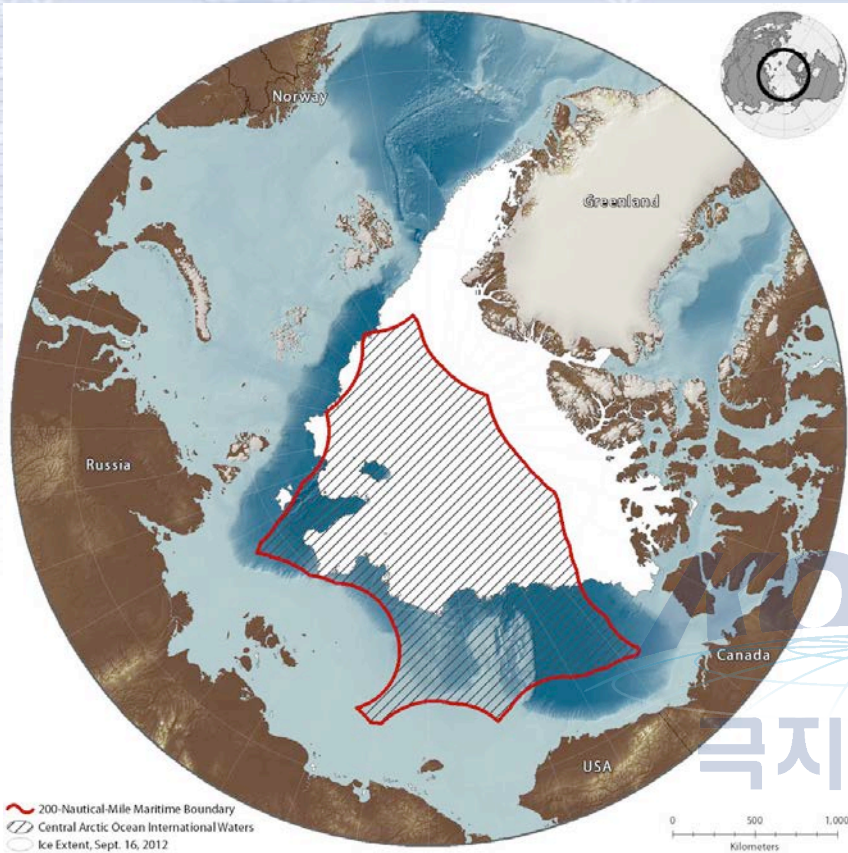 Norway
Greenland
Russia
Canada
USA
극지
200-Nautical-Mile Maritime Boundary
Central Arctic Ocean International Waters
Ice Extent, Sept. 16, 2012
0 500 1,000
Kilometers